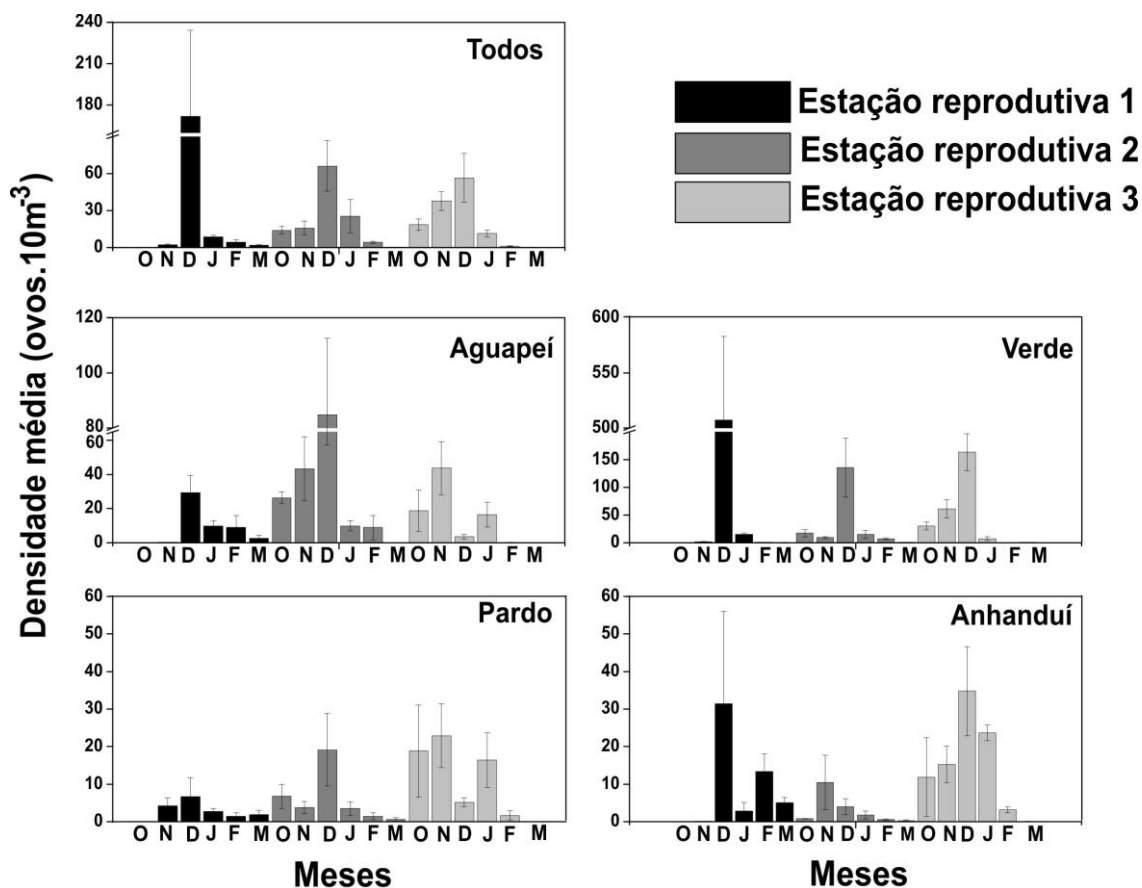 Densidade média (ovos.10m-3)
240
210
180
60
30
0
Todos
O N D J F M O N D J F M O N D J F M
Estação reprodutiva 1
Estação reprodutiva 2
Estação reprodutiva 3
120
100
80
60
40
20
0
Aguapeí
O N D J F M O N D J F M O N D J F M
600
550
500
150
100
50
0
Verde
O N D J F M O N D J F M O N D J F M
60
50
40
30
20
10
0
Pardo
O N D J F M O N D J F M O N D J F M
Meses
60
50
40
30
20
10
0
Anhanduí
O N D J F M O N D J F M O N D J F M
Meses